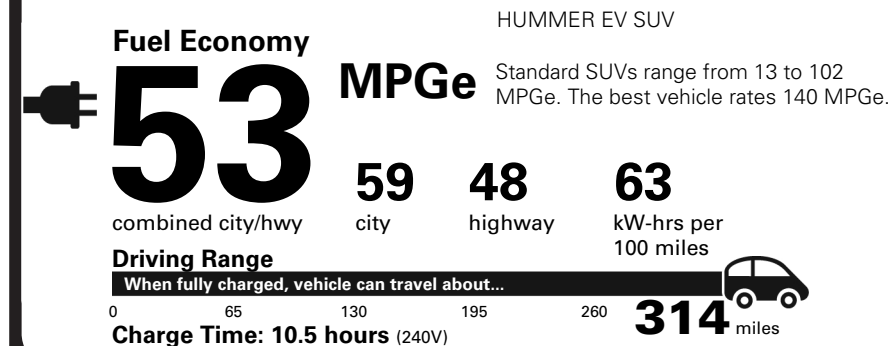 HUMMER EV SUV
Fuel Economy
53
MPGe
Standard SUVs range from 13 to 102
MPGe. The best vehicle rates 140 MPGe.
59 48 63
combined city/hwy city highway kW-hrs per
100 miles
Driving Range
When fully charged, vehicle can travel about...
0 65 130 195 260 314 miles
Charge Time: 10.5 hours (240V)